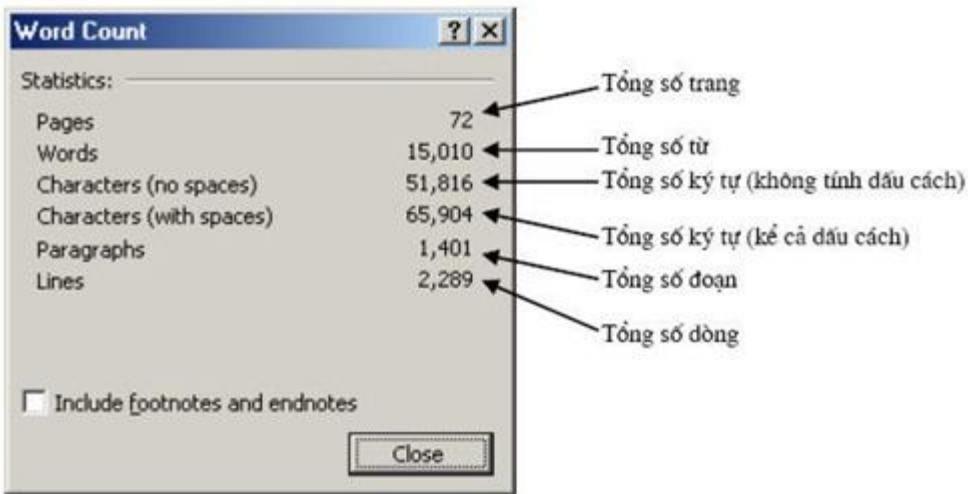 Word Count
Statistics:
Pages 72 Tổng số trang
Words 15,010 Tổng số từ
Characters (no spaces) 51,816 Tổng số ký tự (không tính dấu cách)
Characters (with spaces) 65,904 Tổng số ký tự (kể cả dấu cách)
Paragraphs 1,401 Tổng số đoạn
Lines 2,289 Tổng số dòng
Include footnotes and endnotes
Close